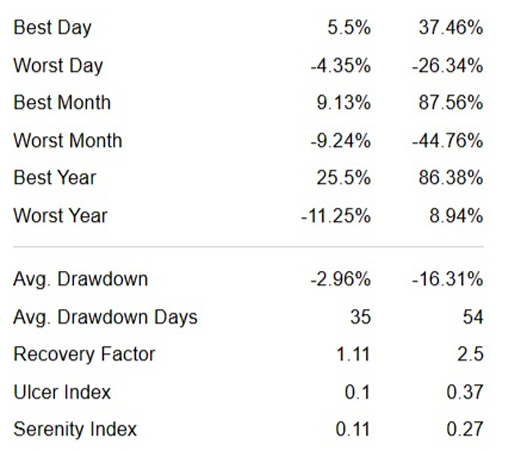 Best Day 5.5% 37.46%
Worst Day -4.35% -26.34%
Best Month 9.13% 87.56%
Worst Month -9.24% -44.76%
Best Year 25.5% 86.38%
Worst Year -11.25% 8.94%
Avg. Drawdown -2.96% -16.31%
Avg. Drawdown Days 35 54
Recovery Factor 1.11 2.5
Ulcer Index 0.1 0.37
Serenity Index 0.11 0.27